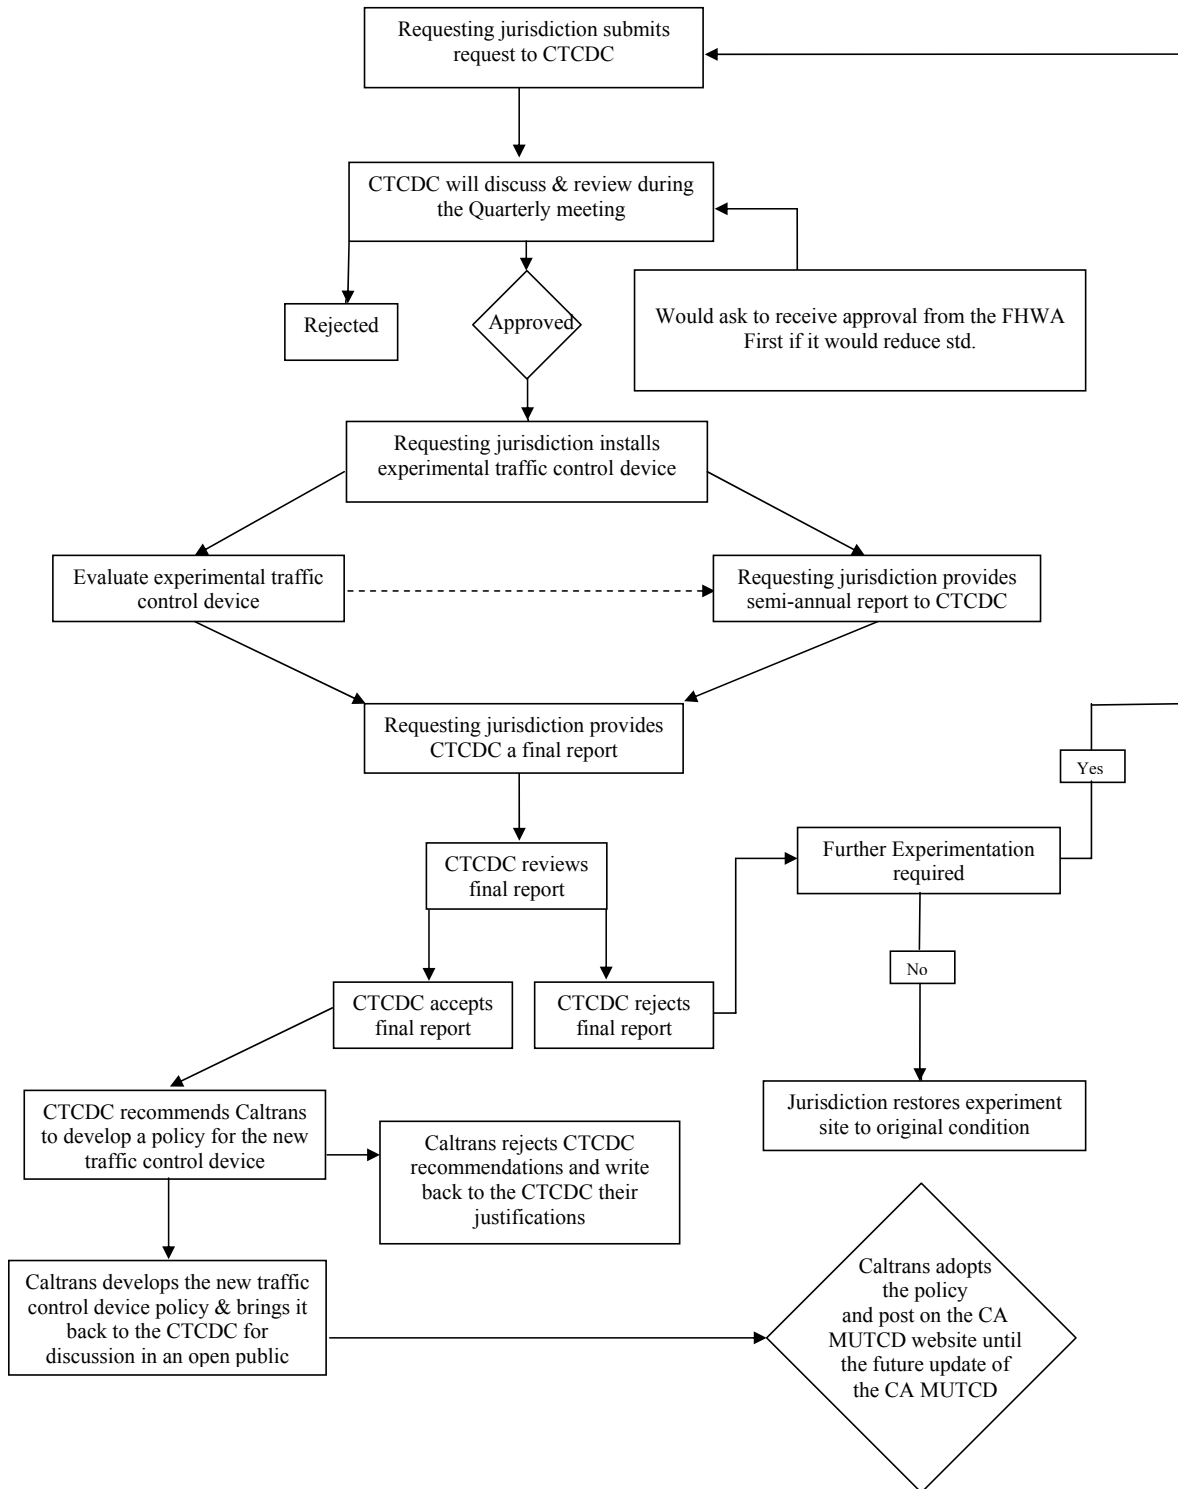 Requesting jurisdiction submits
request to CTCDC
CTCDC will discuss & review during
the Quarterly meeting
Rejected
Approved
Would ask to receive approval from the FHWA
First if it would reduce std.
Requesting jurisdiction installs
experimental traffic control device
Evaluate experimental traffic
control device
Requesting jurisdiction provides
semi-annual report to CTCDC
Requesting jurisdiction provides
CTCDC a final report
Yes
CTCDC reviews
final report
Further Experimentation
required
No
CTCDC accepts
final report
CTCDC rejects
final report
CTCDC recommends Caltrans
to develop a policy for the new
traffic control device
Caltrans rejects CTCDC
recommendations and write
back to the CTCDC their
justifications
Jurisdiction restores experiment
site to original condition
Caltrans develops the new traffic
control device policy & brings it
back to the CTCDC for
discussion in an open public
Caltrans adopts
the policy
and post on the CA
MUTCD website until
the future update of
the CA MUTCD